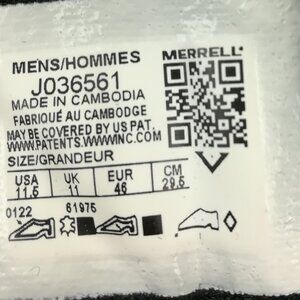 MENS/HOMMES
MERRELL
J036561
MADE IN CAMBODIA
FABRIQUÉ AU CAMBODGE
MAY BE COVERED BY US PAT.
WWW.PATENTS.WWWINC.COM
SIZE/GRANDEUR
USA UK EUR CM
11.5 11 46 29.5
0122 61975